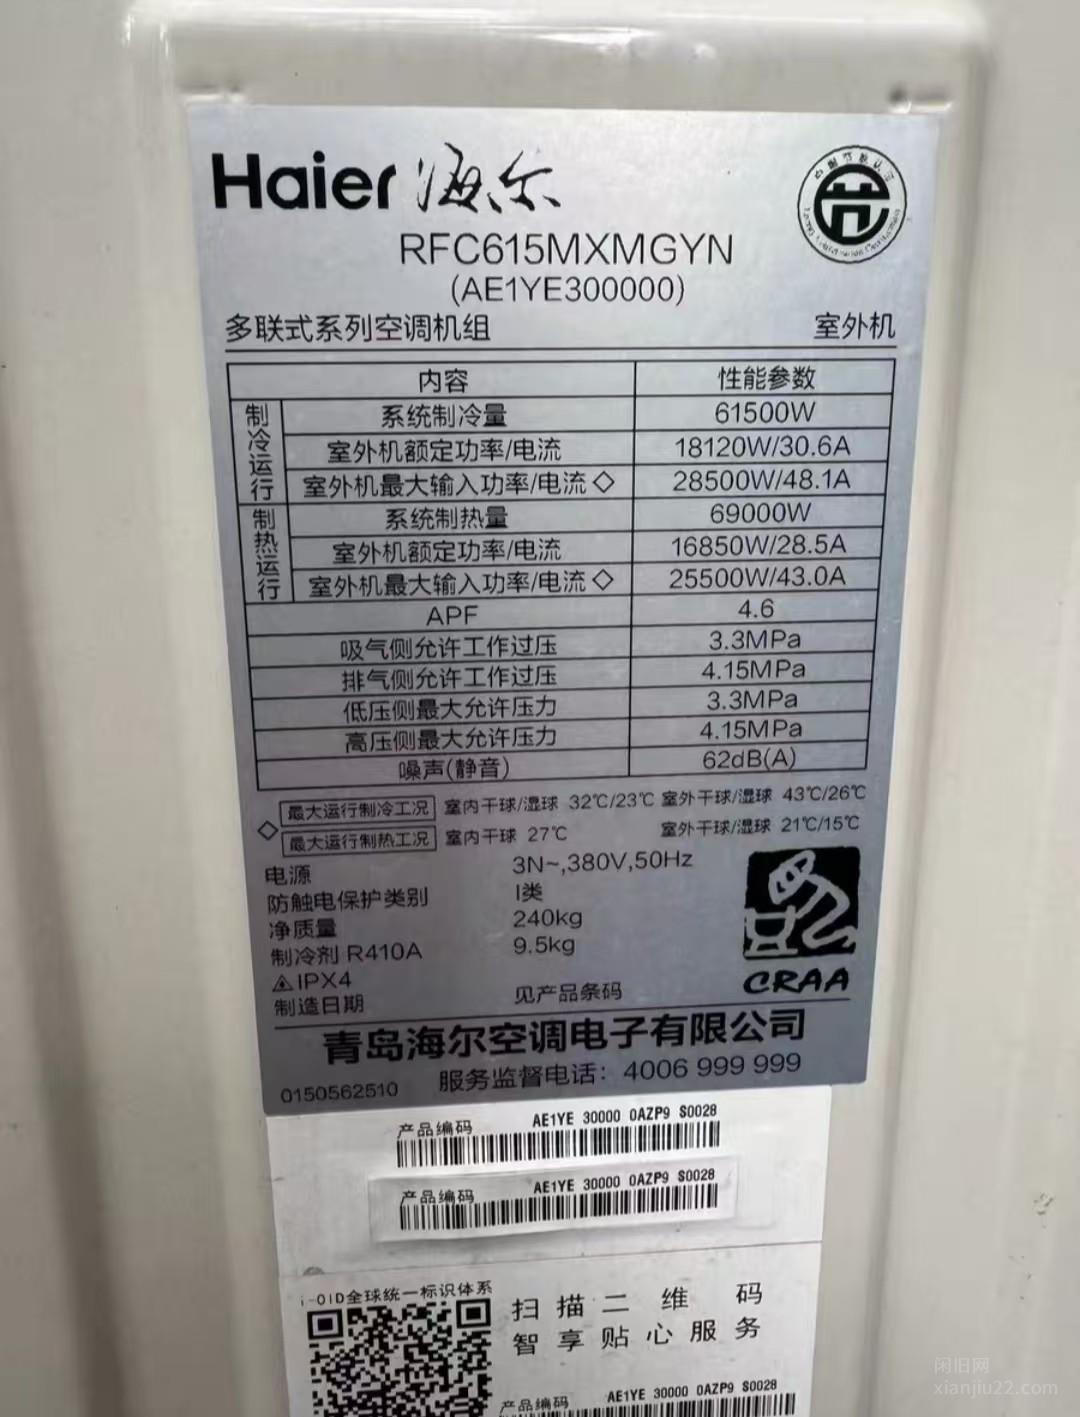 Haier 海尔
RFC615MXMGYN
(AE1YE300000)
多联式系列空调机组 室外机
内容 性能参数
制冷运行
系统制冷量 61500W
室外机额定功率/电流 18120W/30.6A
室外机最大输入功率/电流◇ 28500W/48.1A
制热运行
系统制热量 69000W
室外机额定功率/电流 16850W/28.5A
室外机最大输入功率/电流◇ 25500W/43.0A
APF 4.6
吸气侧允许工作过压 3.3MPa
排气侧允许工作过压 4.15MPa
低压侧最大允许压力 3.3MPa
高压侧最大允许压力 4.15MPa
噪声(静音) 62dB(A)
◇ 最大运行制冷工况 室内干球/湿球 32℃/23℃ 室外干球/湿球 43℃/26℃
最大运行制热工况 室内干球 27℃ 室外干球/湿球 21℃/15℃
电源 3N~,380V,50Hz
防触电保护类别 I类
净质量 240kg
制冷剂 R410A 9.5kg
IPX4
制造日期 见产品条码
CRAA
青岛海尔空调电子有限公司
0150562510 服务监督电话：4006 999 999
产品编码 AE1YE 30000 0AZP9 S0028
产品编码 AE1YE 30000 0AZP9 S0028
i-OID全球统一标识体系
扫描二维码
智享贴心服务
产品编码 AE1YE 30000 0AZP9 S0028
闲旧网
xianjiu22.com